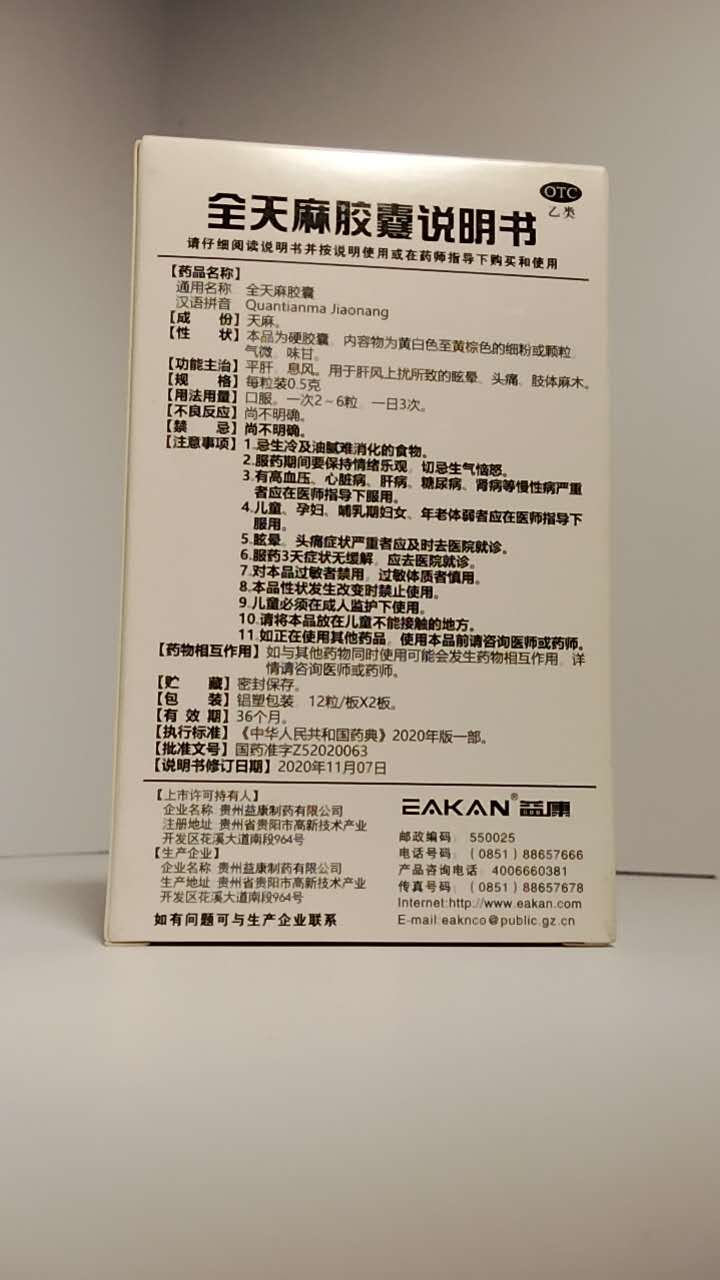 OTC
乙类
全天麻胶囊说明书
请仔细阅读说明书并按说明使用或在药师指导下购买和使用
【药品名称】
通用名称 全天麻胶囊
汉语拼音 Quantianma Jiaonang
【成 份】天麻。
【性 状】本品为硬胶囊，内容物为黄白色至黄棕色的细粉或颗粒，
气微，味甘。
【功能主治】平肝，息风。用于肝风上扰所致的眩晕、头痛、肢体麻木。
【规 格】每粒装0.5克
【用法用量】口服。一次2～6粒，一日3次。
【不良反应】尚不明确。
【禁 忌】尚不明确。
【注意事项】1.忌生冷及油腻难消化的食物。
2.服药期间要保持情绪乐观，切忌生气恼怒。
3.有高血压、心脏病、肝病、糖尿病、肾病等慢性病严重
者应在医师指导下服用。
4.儿童、孕妇、哺乳期妇女、年老体弱者应在医师指导下
服用。
5.眩晕、头痛症状严重者应及时去医院就诊。
6.服药3天症状无缓解，应去医院就诊。
7.对本品过敏者禁用，过敏体质者慎用。
8.本品性状发生改变时禁止使用。
9.儿童必须在成人监护下使用。
10.请将本品放在儿童不能接触的地方。
11.如正在使用其他药品，使用本品前请咨询医师或药师。
【药物相互作用】如与其他药物同时使用可能会发生药物相互作用，详
情请咨询医师或药师。
【贮 藏】密封保存。
【包 装】铝塑包装，12粒/板X2板。
【有 效 期】36个月。
【执行标准】《中华人民共和国药典》2020年版一部。
【批准文号】国药准字Z52020063
【说明书修订日期】2020年11月07日
【上市许可持有人】
企业名称 贵州益康制药有限公司
注册地址 贵州省贵阳市高新技术产业
开发区花溪大道南段964号
【生产企业】
企业名称 贵州益康制药有限公司
生产地址 贵州省贵阳市高新技术产业
开发区花溪大道南段964号
如有问题可与生产企业联系
EAKAN®益康
邮政编码：550025
电话号码：（0851）88657666
产品咨询电话：4006660381
传真号码：（0851）88657678
Internet:http://www.eakan.com
E-mail:eaknco@public.gz.cn